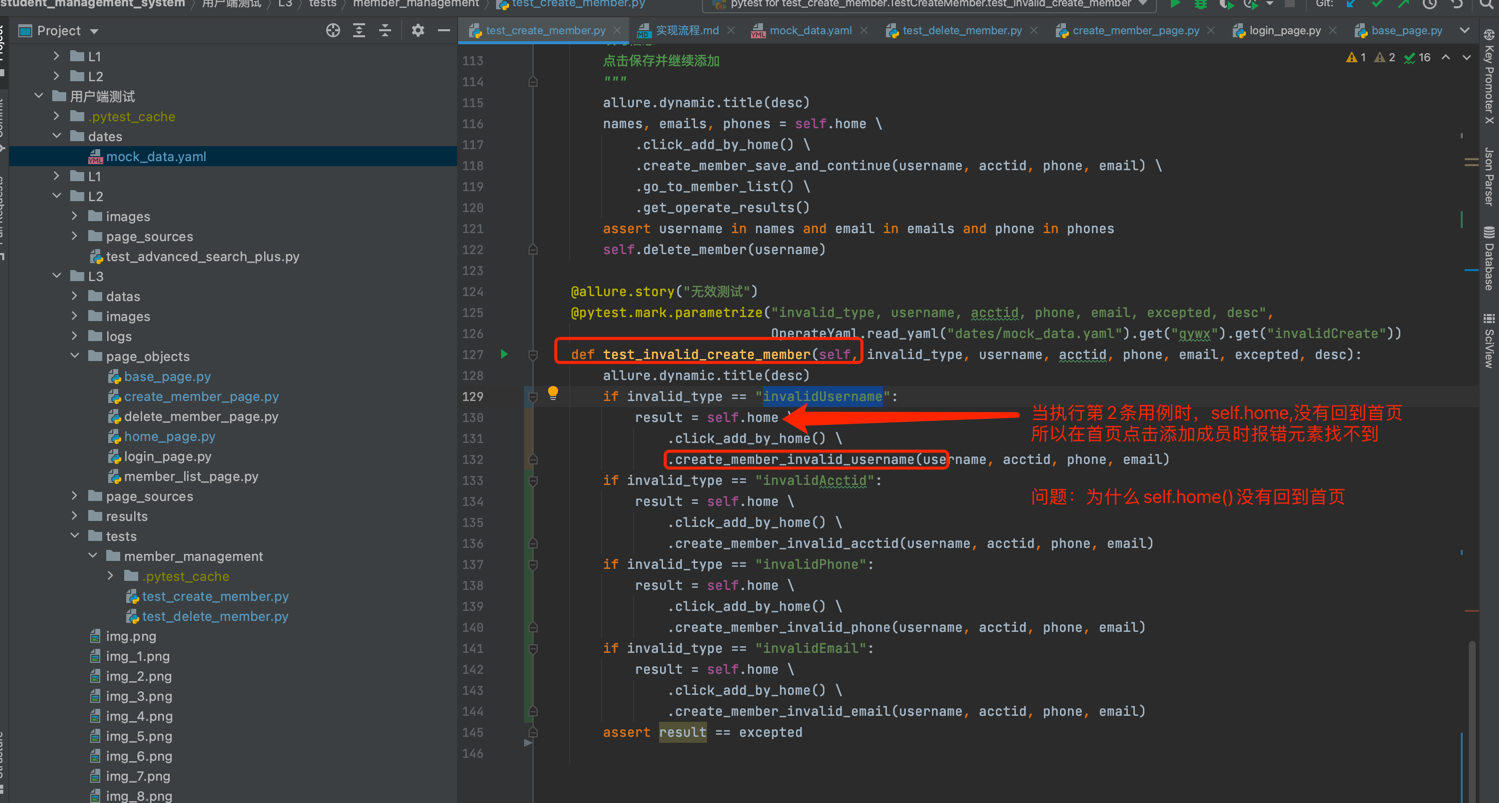 student_management_system 〉 用户端测试 〉 L3 〉 tests 〉 member_management 〉 test_create_member.py
pytest for test_create_member.TestCreateMember.test_invalid_create_member
Git:
Project
test_create_member.py
实现流程.md
mock_data.yaml
test_delete_member.py
create_member_page.py
login_page.py
base_page.py
1 2 16
L1
L2
用户端测试
.pytest_cache
dates
mock_data.yaml
L1
L2
images
page_sources
test_advanced_search_plus.py
L3
datas
images
logs
page_objects
base_page.py
create_member_page.py
delete_member_page.py
home_page.py
login_page.py
member_list_page.py
page_sources
results
tests
member_management
.pytest_cache
test_create_member.py
test_delete_member.py
img.png
img_1.png
img_2.png
img_3.png
img_4.png
img_5.png
img_6.png
img_7.png
img_8.png
113 点击保存并继续添加
114 """
115 allure.dynamic.title(desc)
116 names, emails, phones = self.home \
117 .click_add_by_home() \
118 .create_member_save_and_continue(username, acctid, phone, email) \
119 .go_to_member_list() \
120 .get_operate_results()
121 assert username in names and email in emails and phone in phones
122 self.delete_member(username)
123
124 @allure.story("无效测试")
125 @pytest.mark.parametrize("invalid_type, username, acctid, phone, email, excepted, desc",
126 OperateYaml.read_yaml("dates/mock_data.yaml").get("qywx").get("invalidCreate"))
127 def test_invalid_create_member(self, invalid_type, username, acctid, phone, email, excepted, desc):
128 allure.dynamic.title(desc)
129 if invalid_type == "invalidUsername":
130 result = self.home \
131 .click_add_by_home() \
132 .create_member_invalid_username(username, acctid, phone, email)
133 if invalid_type == "invalidAcctid":
134 result = self.home \
135 .click_add_by_home() \
136 .create_member_invalid_acctid(username, acctid, phone, email)
137 if invalid_type == "invalidPhone":
138 result = self.home \
139 .click_add_by_home() \
140 .create_member_invalid_phone(username, acctid, phone, email)
141 if invalid_type == "invalidEmail":
142 result = self.home \
143 .click_add_by_home() \
144 .create_member_invalid_email(username, acctid, phone, email)
145 assert result == excepted
146
当执行第2条用例时，self.home,没有回到首页
所以在首页点击添加成员时报错元素找不到
问题：为什么 self.home() 没有回到首页
Key Promoter X
Json Parser
Database
SciView